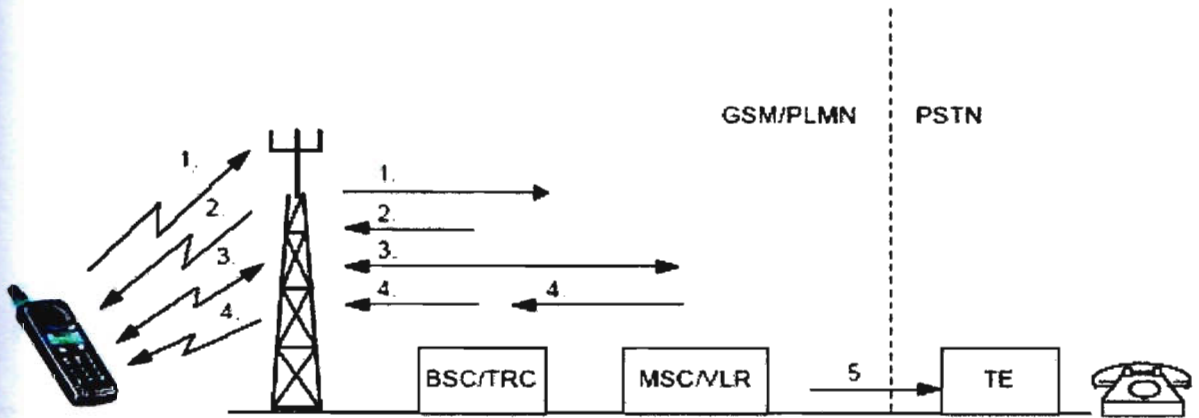 GSM/PLMN PSTN
1.
1.
2.
2.
3.
3.
4.
4.
4.
BSC/TRC
MSC/VLR
5
TE